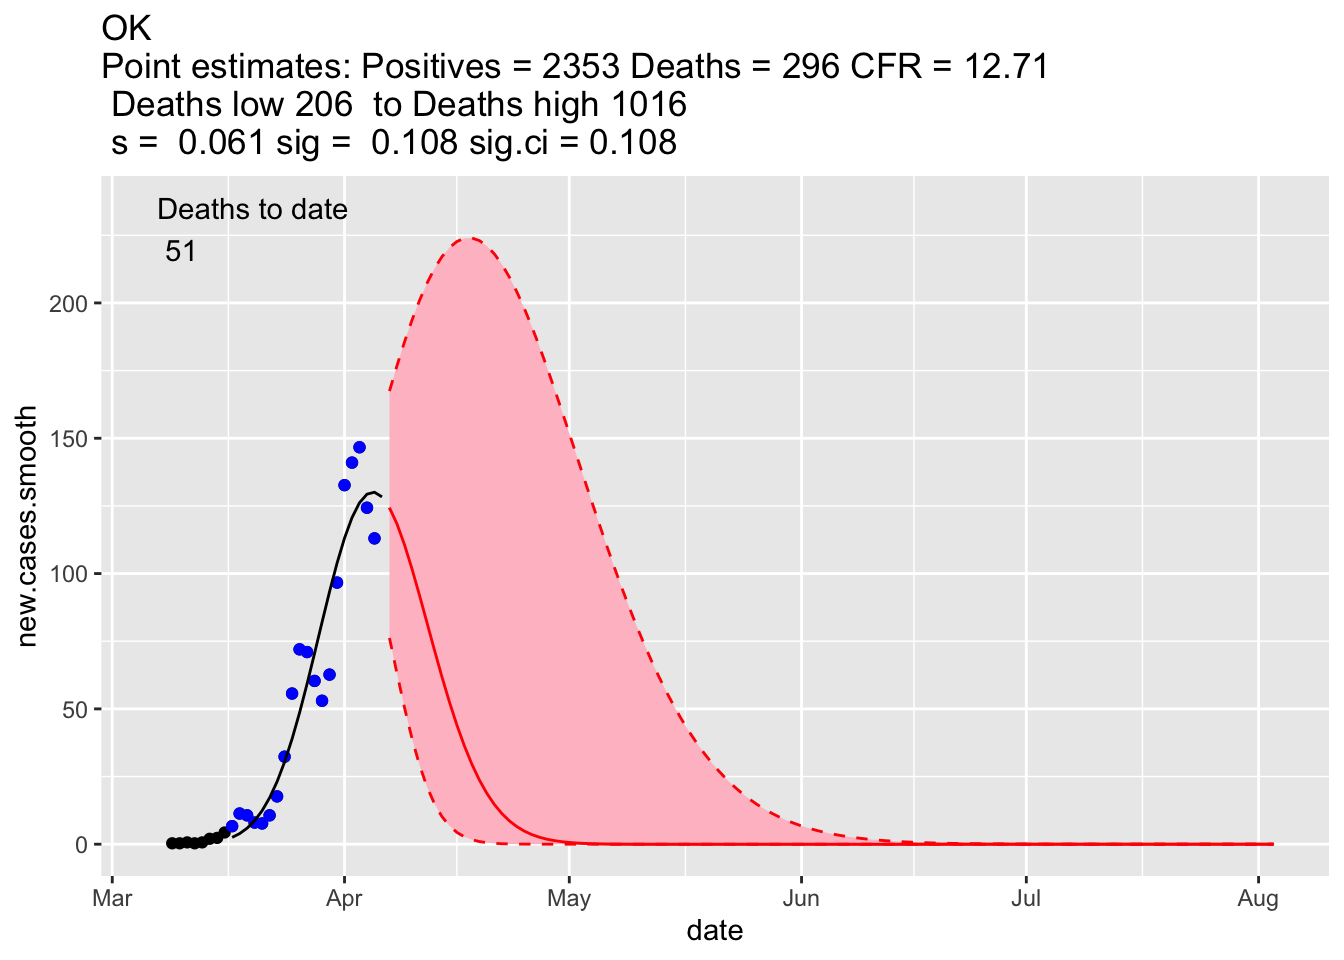 OK
Point estimates: Positives = 2353 Deaths = 296 CFR = 12.71
Deaths low 206  to Deaths high 1016
s =  0.061 sig =  0.108 sig.ci = 0.108
Deaths to date
51
200
150
100
50
0
new.cases.smooth
Mar Apr May Jun Jul Aug
date